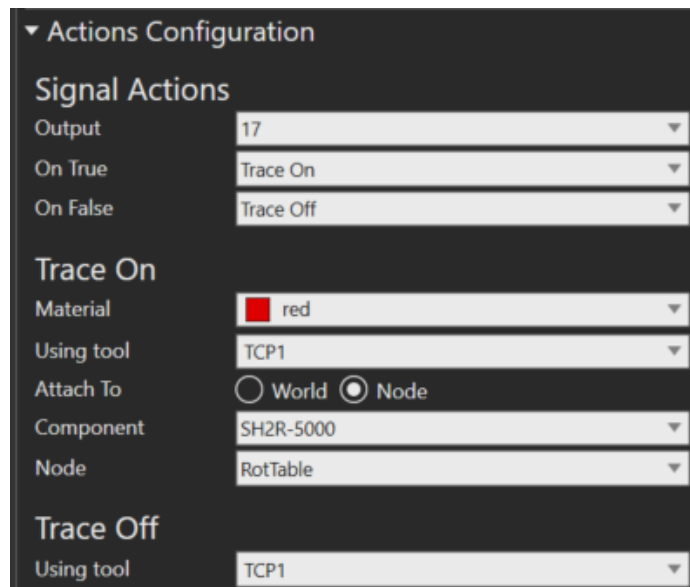 Actions Configuration
Signal Actions
Output 17
On True Trace On
On False Trace Off
Trace On
Material red
Using tool TCP1
Attach To World Node
Component SH2R-5000
Node RotTable
Trace Off
Using tool TCP1